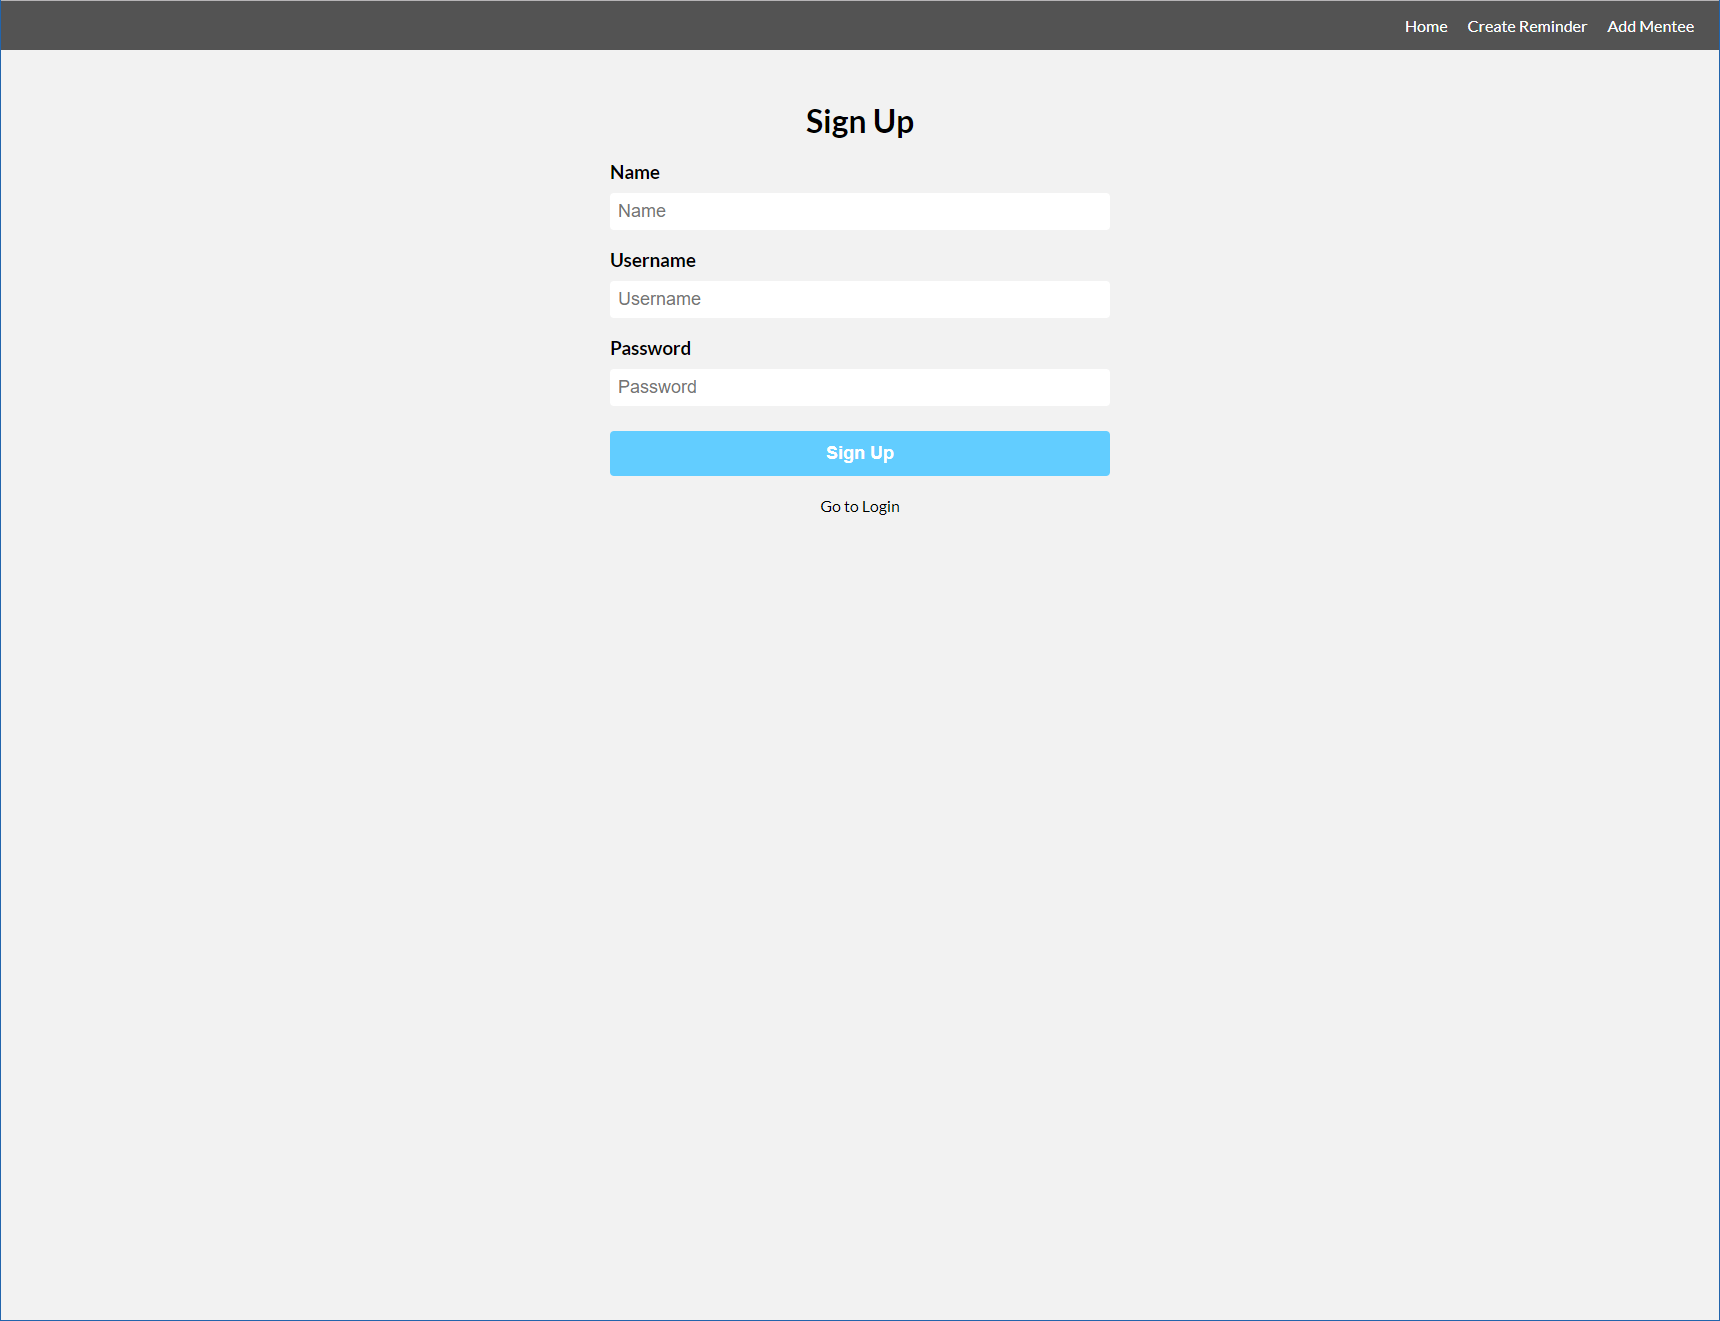 Home Create Reminder Add Mentee
Sign Up
Name
Name
Username
Username
Password
Password
Sign Up
Go to Login